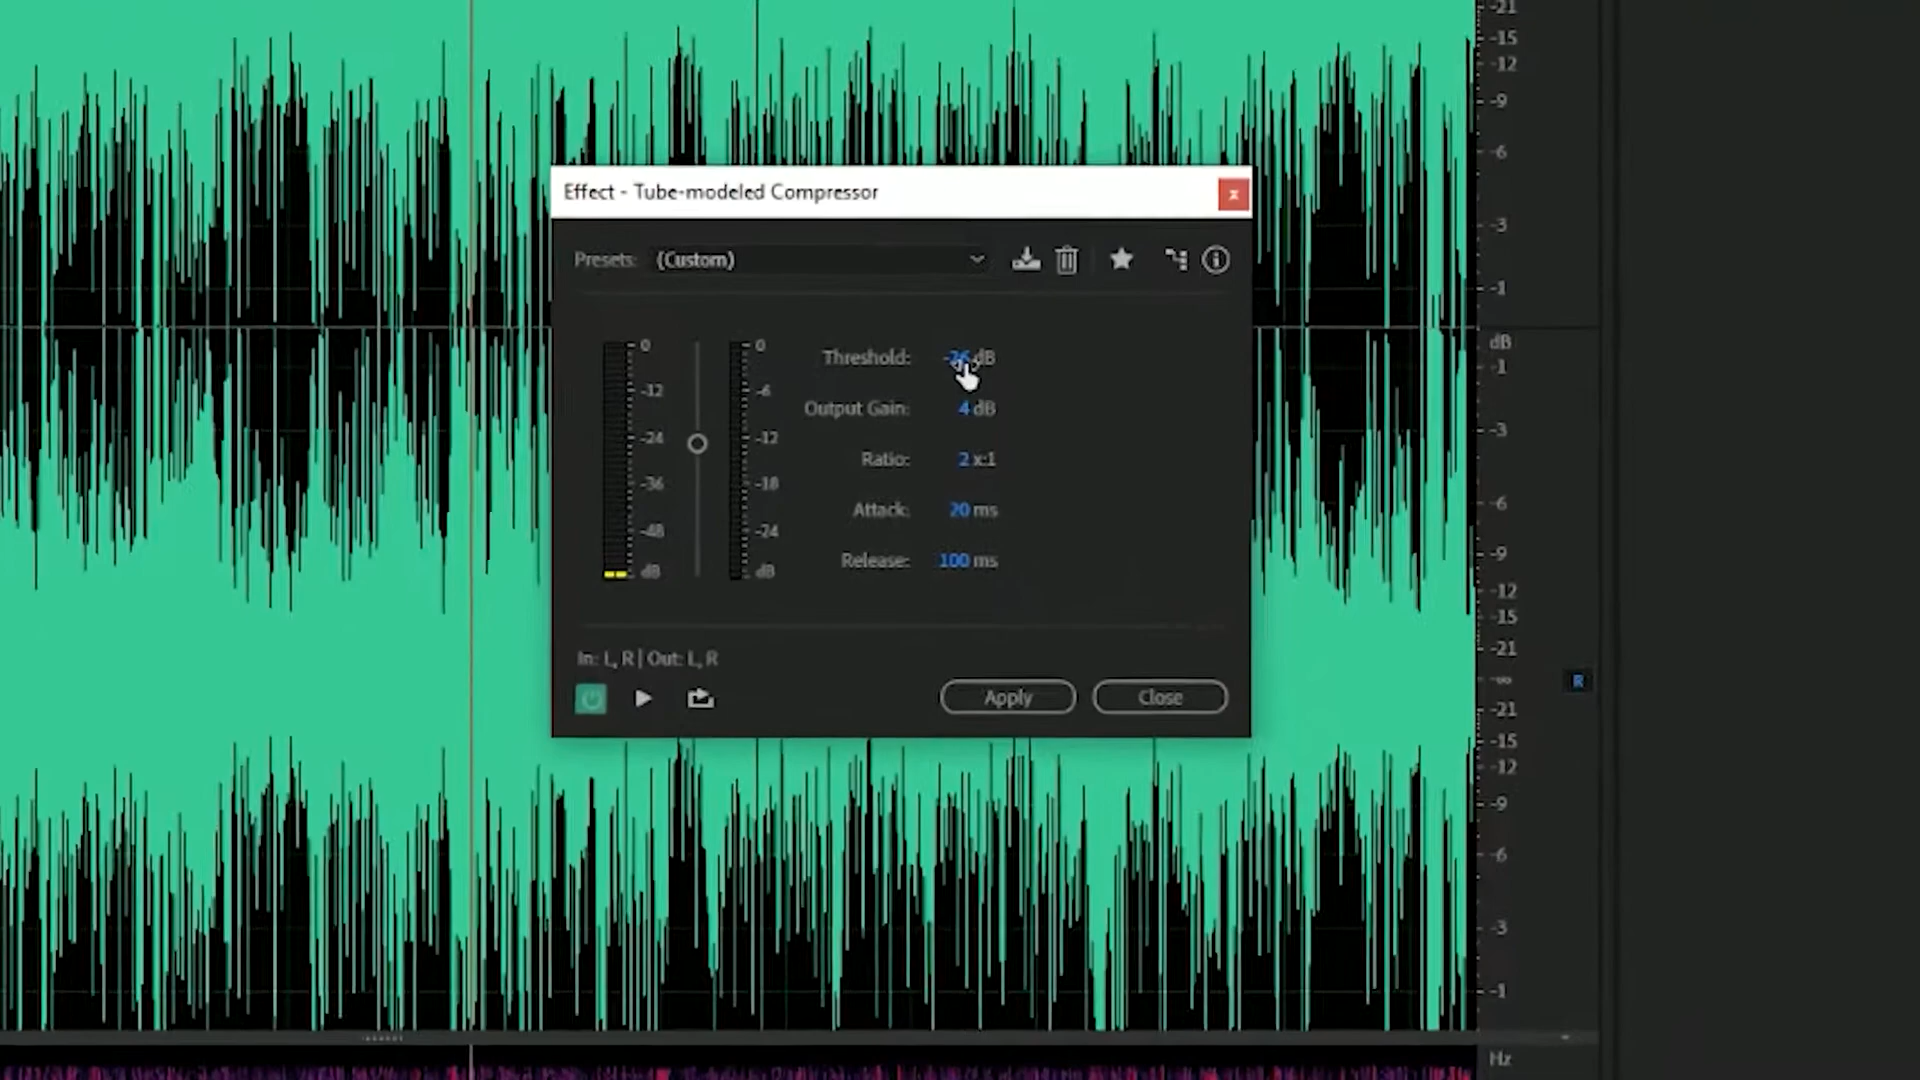 Effect - Tube-modeled Compressor
x
Presets: (Custom)
0
-12
-24
-36
-48
dB
0
-6
-12
-18
-24
dB
Threshold: dB
Output Gain: 4 dB
Ratio: 2 x:1
Attack: 20 ms
Release: 100 ms
In: L, R | Out: L, R
Apply
Close
-21
-15
-12
-9
-6
-3
-1
dB
-1
-3
-6
-9
-12
-15
-21
-∞
-21
-15
-12
-9
-6
-3
-1
Hz
R